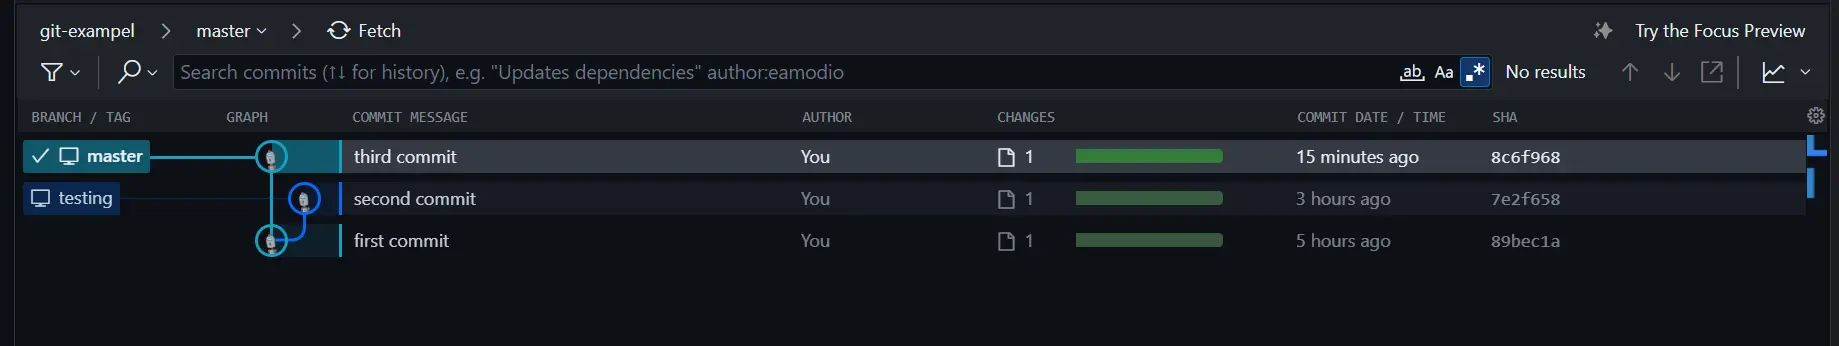 git-exampel > master Fetch Try the Focus Preview
Search commits (↑↓ for history), e.g. "Updates dependencies" author:eamodio ab Aa .* No results
BRANCH / TAG GRAPH COMMIT MESSAGE AUTHOR CHANGES COMMIT DATE / TIME SHA
master third commit You 1 15 minutes ago 8c6f968
testing second commit You 1 3 hours ago 7e2f658
first commit You 1 5 hours ago 89bec1a